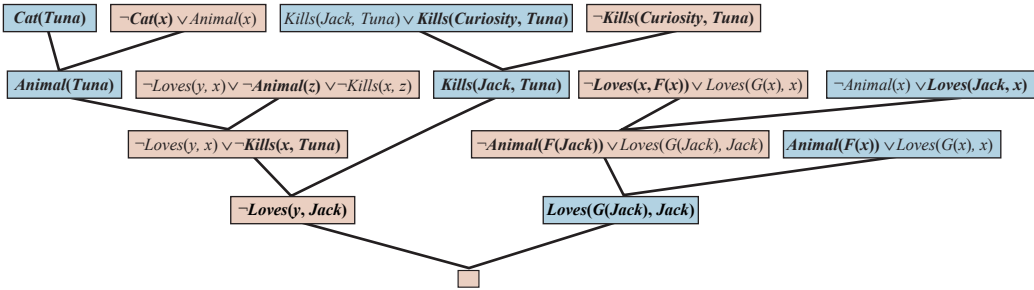 Cat(Tuna)
¬Cat(x) ∨ Animal(x)
Kills(Jack, Tuna) ∨ Kills(Curiosity, Tuna)
¬Kills(Curiosity, Tuna)
Animal(Tuna)
¬Loves(y, x) ∨ ¬Animal(z) ∨ ¬Kills(x, z)
Kills(Jack, Tuna)
¬Loves(x, F(x)) ∨ Loves(G(x), x)
¬Animal(x) ∨ Loves(Jack, x)
¬Loves(y, x) ∨ ¬Kills(x, Tuna)
¬Animal(F(Jack)) ∨ Loves(G(Jack), Jack)
Animal(F(x)) ∨ Loves(G(x), x)
¬Loves(y, Jack)
Loves(G(Jack), Jack)